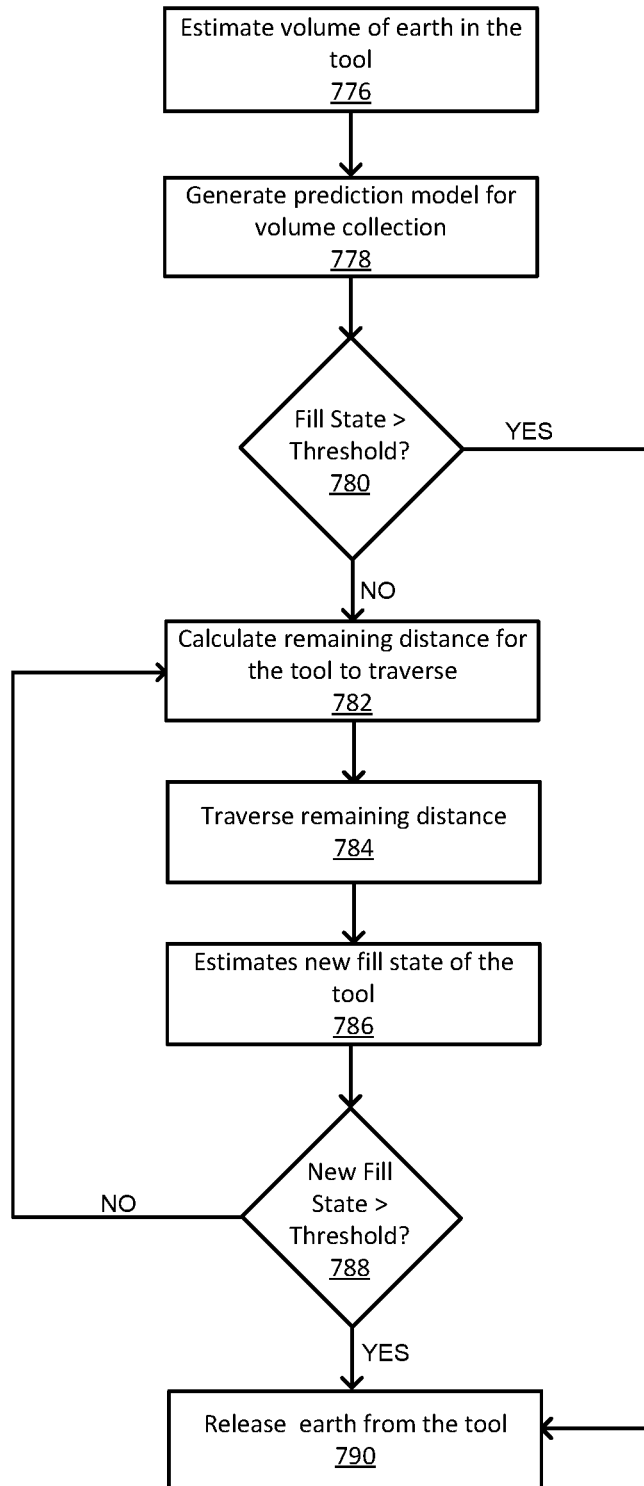 Estimate volume of earth in the
tool
776
Generate prediction model for
volume collection
778
Fill State >
Threshold?
780
YES
NO
Calculate remaining distance for
the tool to traverse
782
Traverse remaining distance
784
Estimates new fill state of the
tool
786
New Fill
State >
Threshold?
788
NO
YES
Release earth from the tool
790